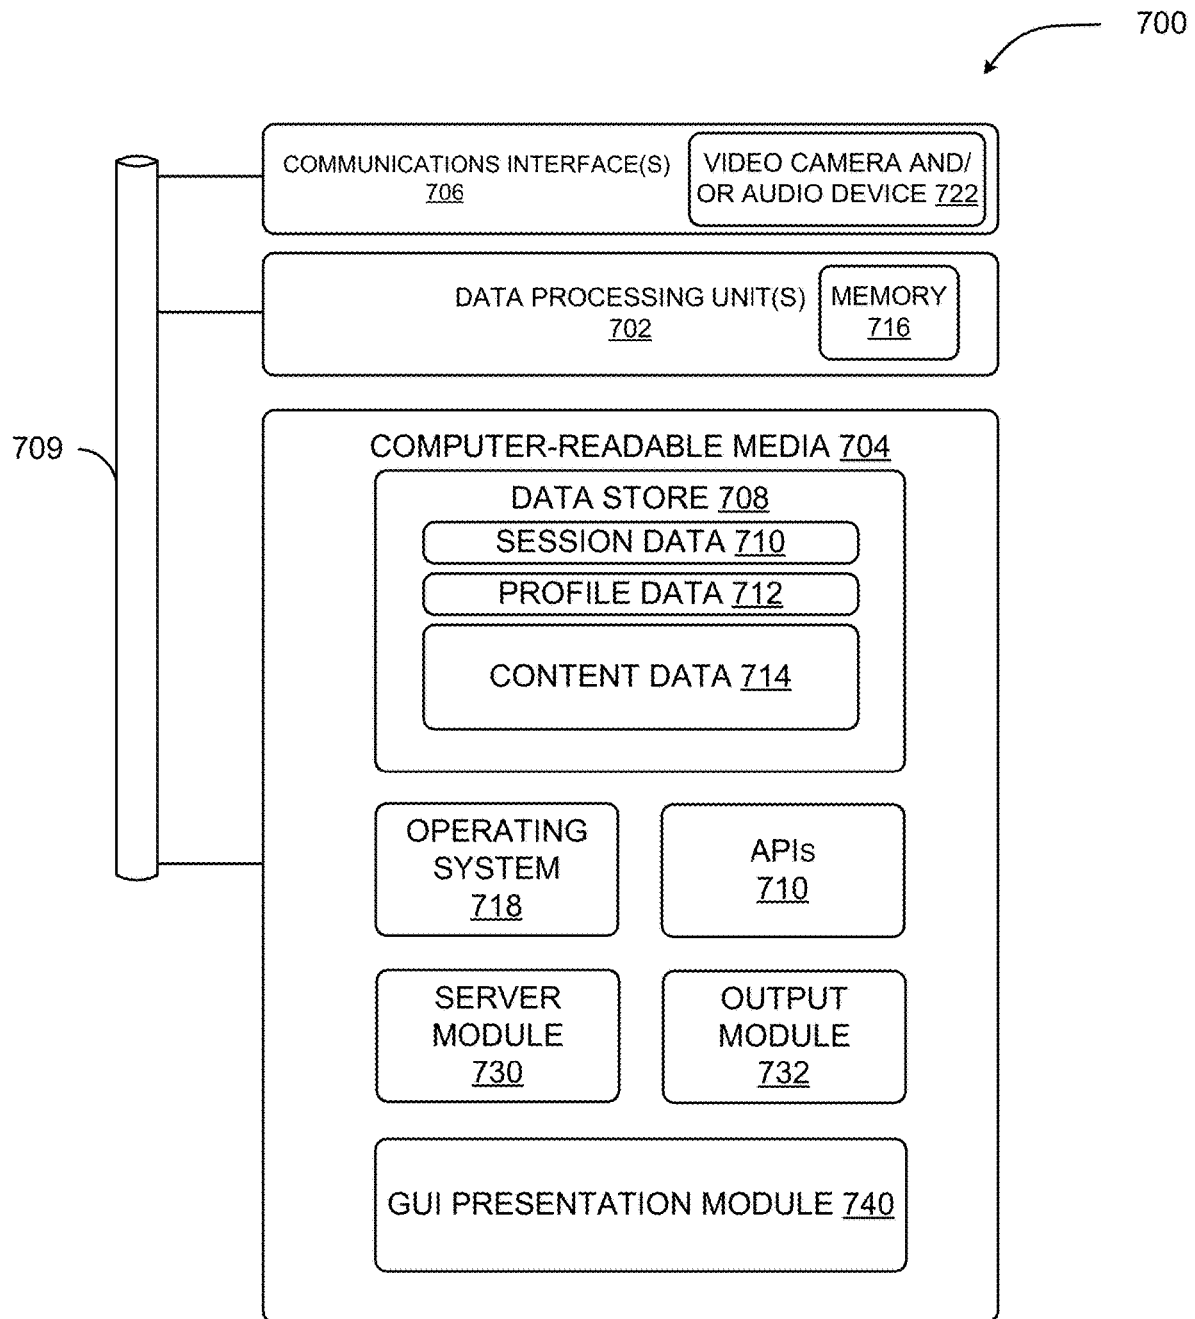 700
COMMUNICATIONS INTERFACE(S)
706
VIDEO CAMERA AND/
OR AUDIO DEVICE 722
DATA PROCESSING UNIT(S)
702
MEMORY
716
709
COMPUTER-READABLE MEDIA 704
DATA STORE 708
SESSION DATA 710
PROFILE DATA 712
CONTENT DATA 714
OPERATING
SYSTEM
718
APIs
710
SERVER
MODULE
730
OUTPUT
MODULE
732
GUI PRESENTATION MODULE 740